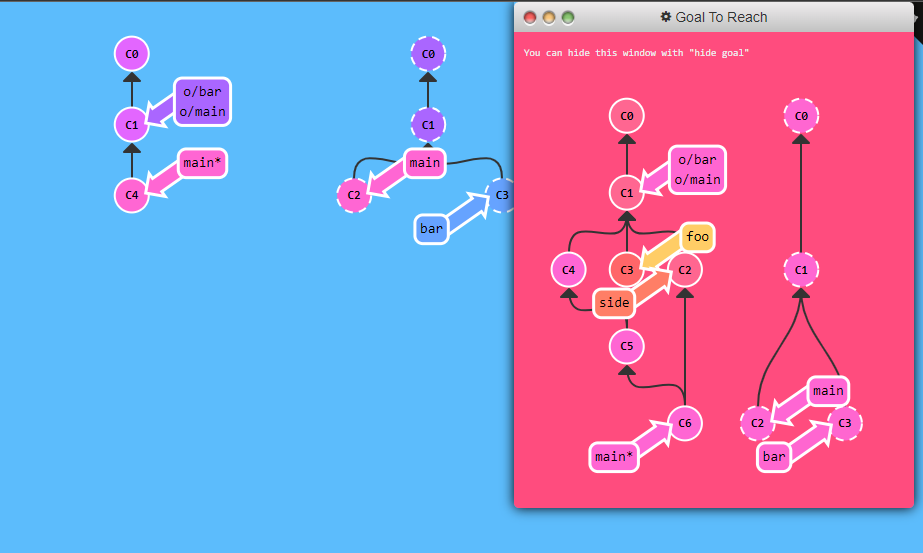 C0
C1
o/bar
o/main
C4
main*
C0
C1
main
C2
C3
bar
Goal To Reach
You can hide this window with "hide goal"
C0
C1
o/bar
o/main
foo
C4
C3
C2
side
C5
C6
main*
C0
C1
main
C2
C3
bar